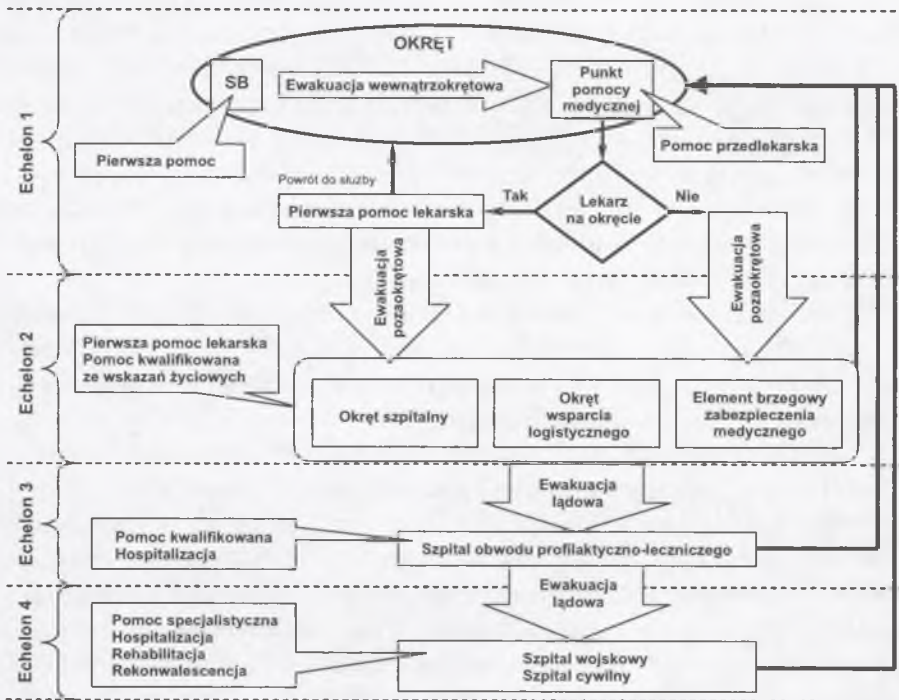 Echelon 1
OKRĘT
SB
Ewakuacja wewnątrzokrętowa
Punkt
pomocy
medycznej
Pierwsza pomoc
Pomoc przedlekarska
Powrót do służby
Pierwsza pomoc lekarska
Tak
Lekarz
na okręcie
Nie
Ewakuacja
pozaokrętowa
Ewakuacja
pozaokrętowa
Echelon 2
Pierwsza pomoc lekarska
Pomoc kwalifikowana
ze wskazań życiowych
Okręt szpitalny
Okręt
wsparcia
logistycznego
Element brzegowy
zabezpieczenia
medycznego
Echelon 3
Ewakuacja
lądowa
Pomoc kwalifikowana
Hospitalizacja
Szpital obwodu profilaktyczno-leczniczego
Echelon 4
Ewakuacja
lądowa
Pomoc specjalistyczna
Hospitalizacja
Rehabilitacja
Rekonwalescencja
Szpital wojskowy
Szpital cywilny